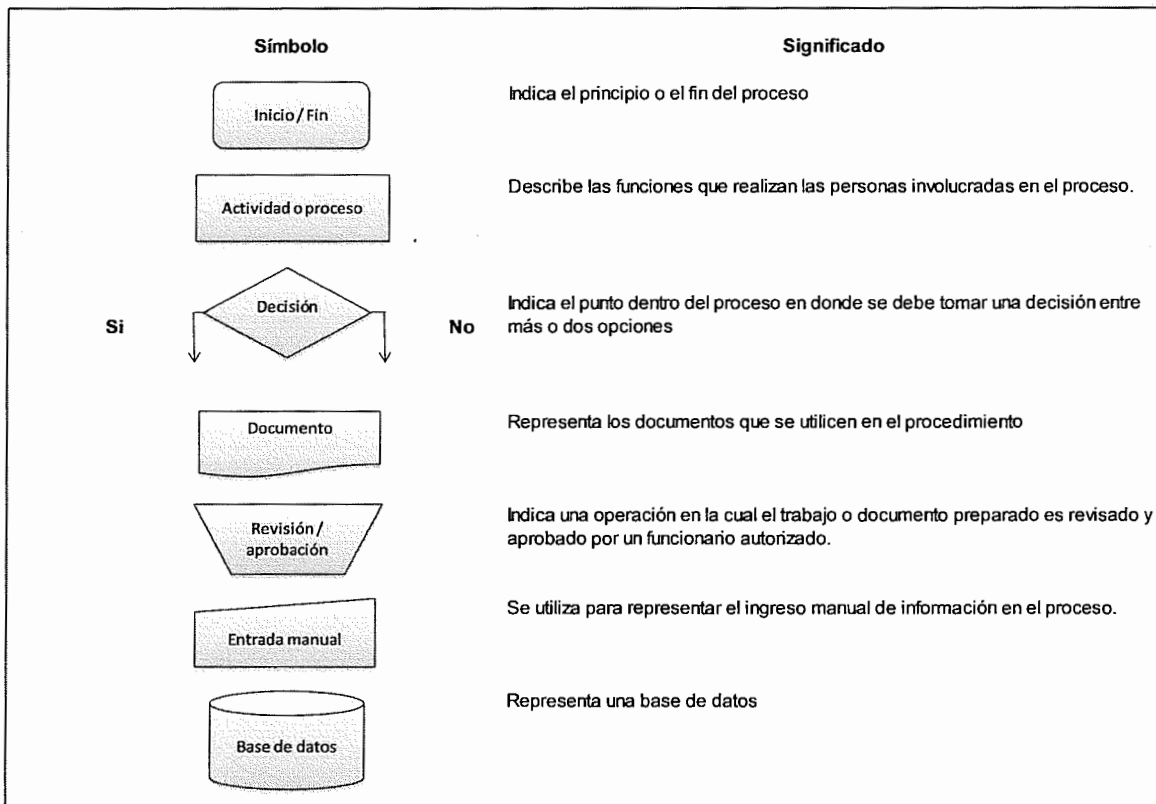 Símbolo
Significado
Inicio / Fin
Indica el principio o el fin del proceso
Actividad o proceso
Describe las funciones que realizan las personas involucradas en el proceso.
Si
Decisión
No
Indica el punto dentro del proceso en donde se debe tomar una decisión entre
más o dos opciones
Documento
Representa los documentos que se utilicen en el procedimiento
Revisión /
aprobación
Indica una operación en la cual el trabajo o documento preparado es revisado y
aprobado por un funcionario autorizado.
Entrada manual
Se utiliza para representar el ingreso manual de información en el proceso.
Base de datos
Representa una base de datos